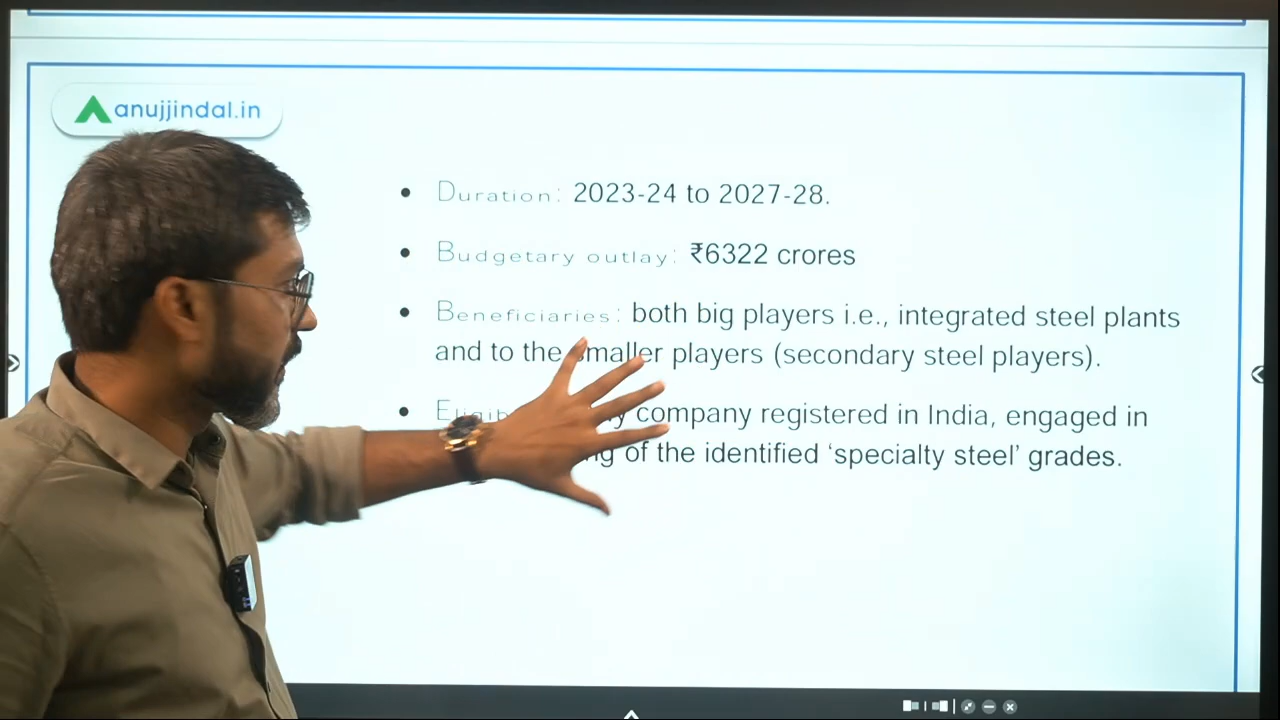 anujjindal.in
Duration: 2023-24 to 2027-28.
Budgetary outlay: ₹6322 crores
Beneficiaries: both big players i.e., integrated steel plants
and to the smaller players (secondary steel players).
company registered in India, engaged in
of the identified ‘specialty steel’ grades.